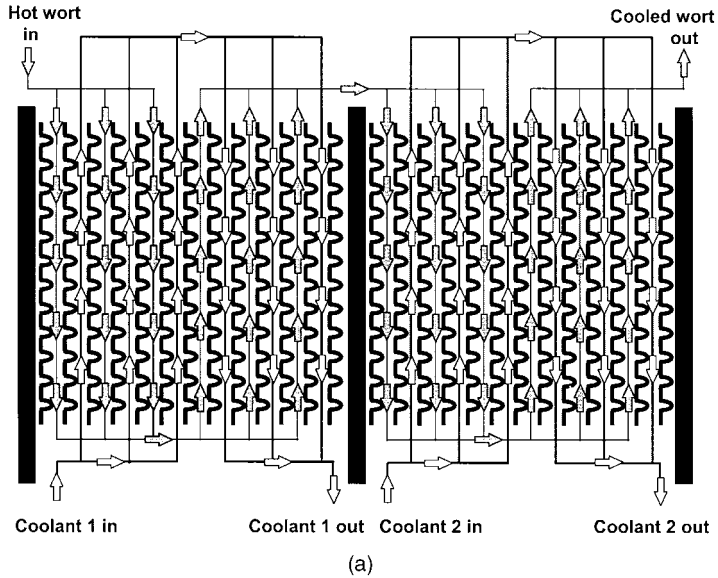 Hot wort
in
Cooled wort
out
Coolant 1 in
Coolant 1 out
Coolant 2 in
Coolant 2 out
(a)